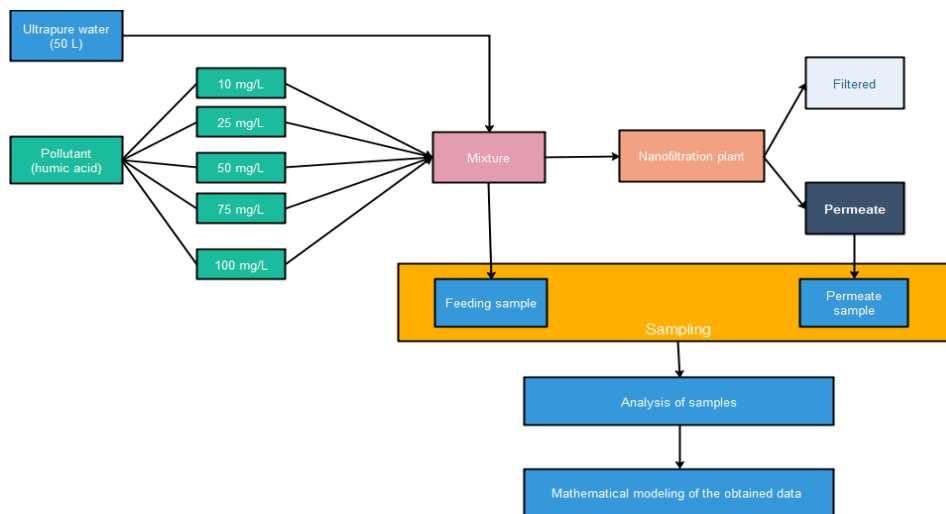 Ultrapure water
(50 L)
10 mg/L
Filtered
25 mg/L
Pollutant
(humic acid)
50 mg/L
Mixture
Nanofiltration plant
75 mg/L
Permeate
100 mg/L
Feeding sample
Permeate
sample
Sampling
Analysis of samples
Mathematical modeling of the obtained data